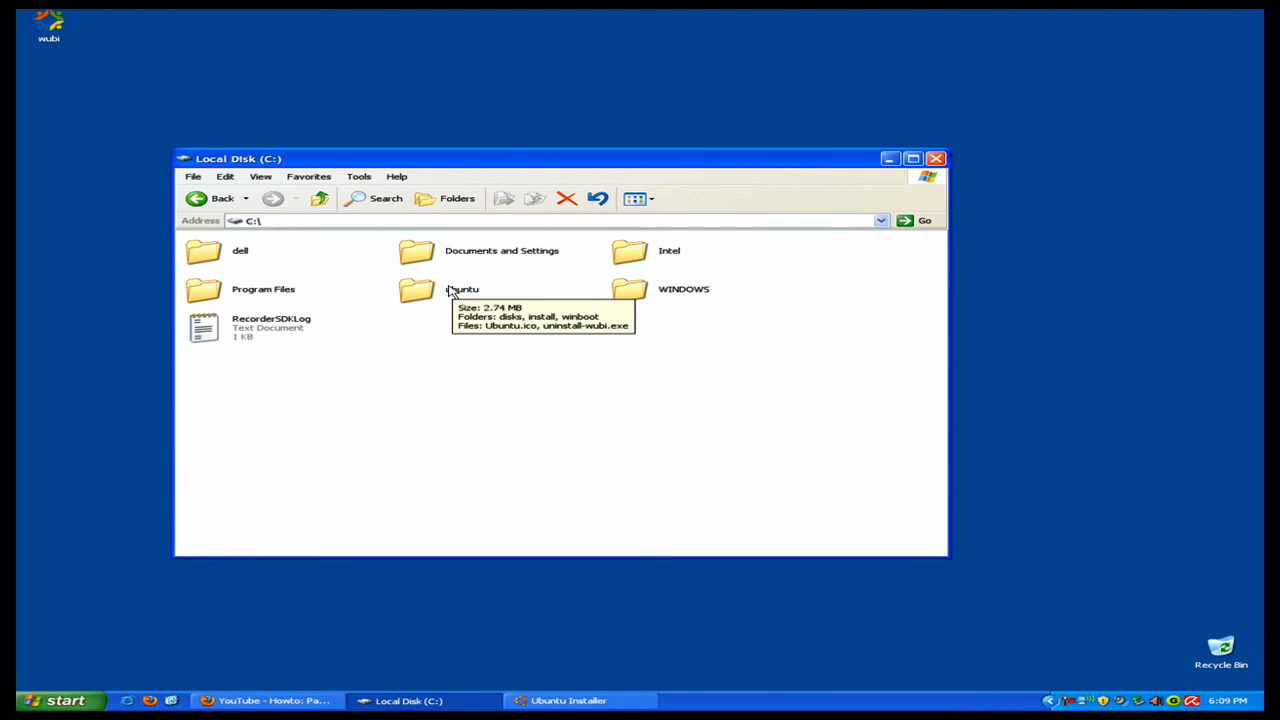 wubi
Local Disk (C:)
File Edit View Favorites Tools Help
Back Search Folders
Address C:\ Go
dell Documents and Settings Intel
Program Files ubuntu WINDOWS
Size: 2.74 MB
Folders: disks, install, winboot
Files: Ubuntu.ico, uninstall-wubi.exe
RecorderSDKLog
Text Document
1 KB
Recycle Bin
start YouTube - Howto: Pa... Local Disk (C:) Ubuntu Installer 6:09 PM